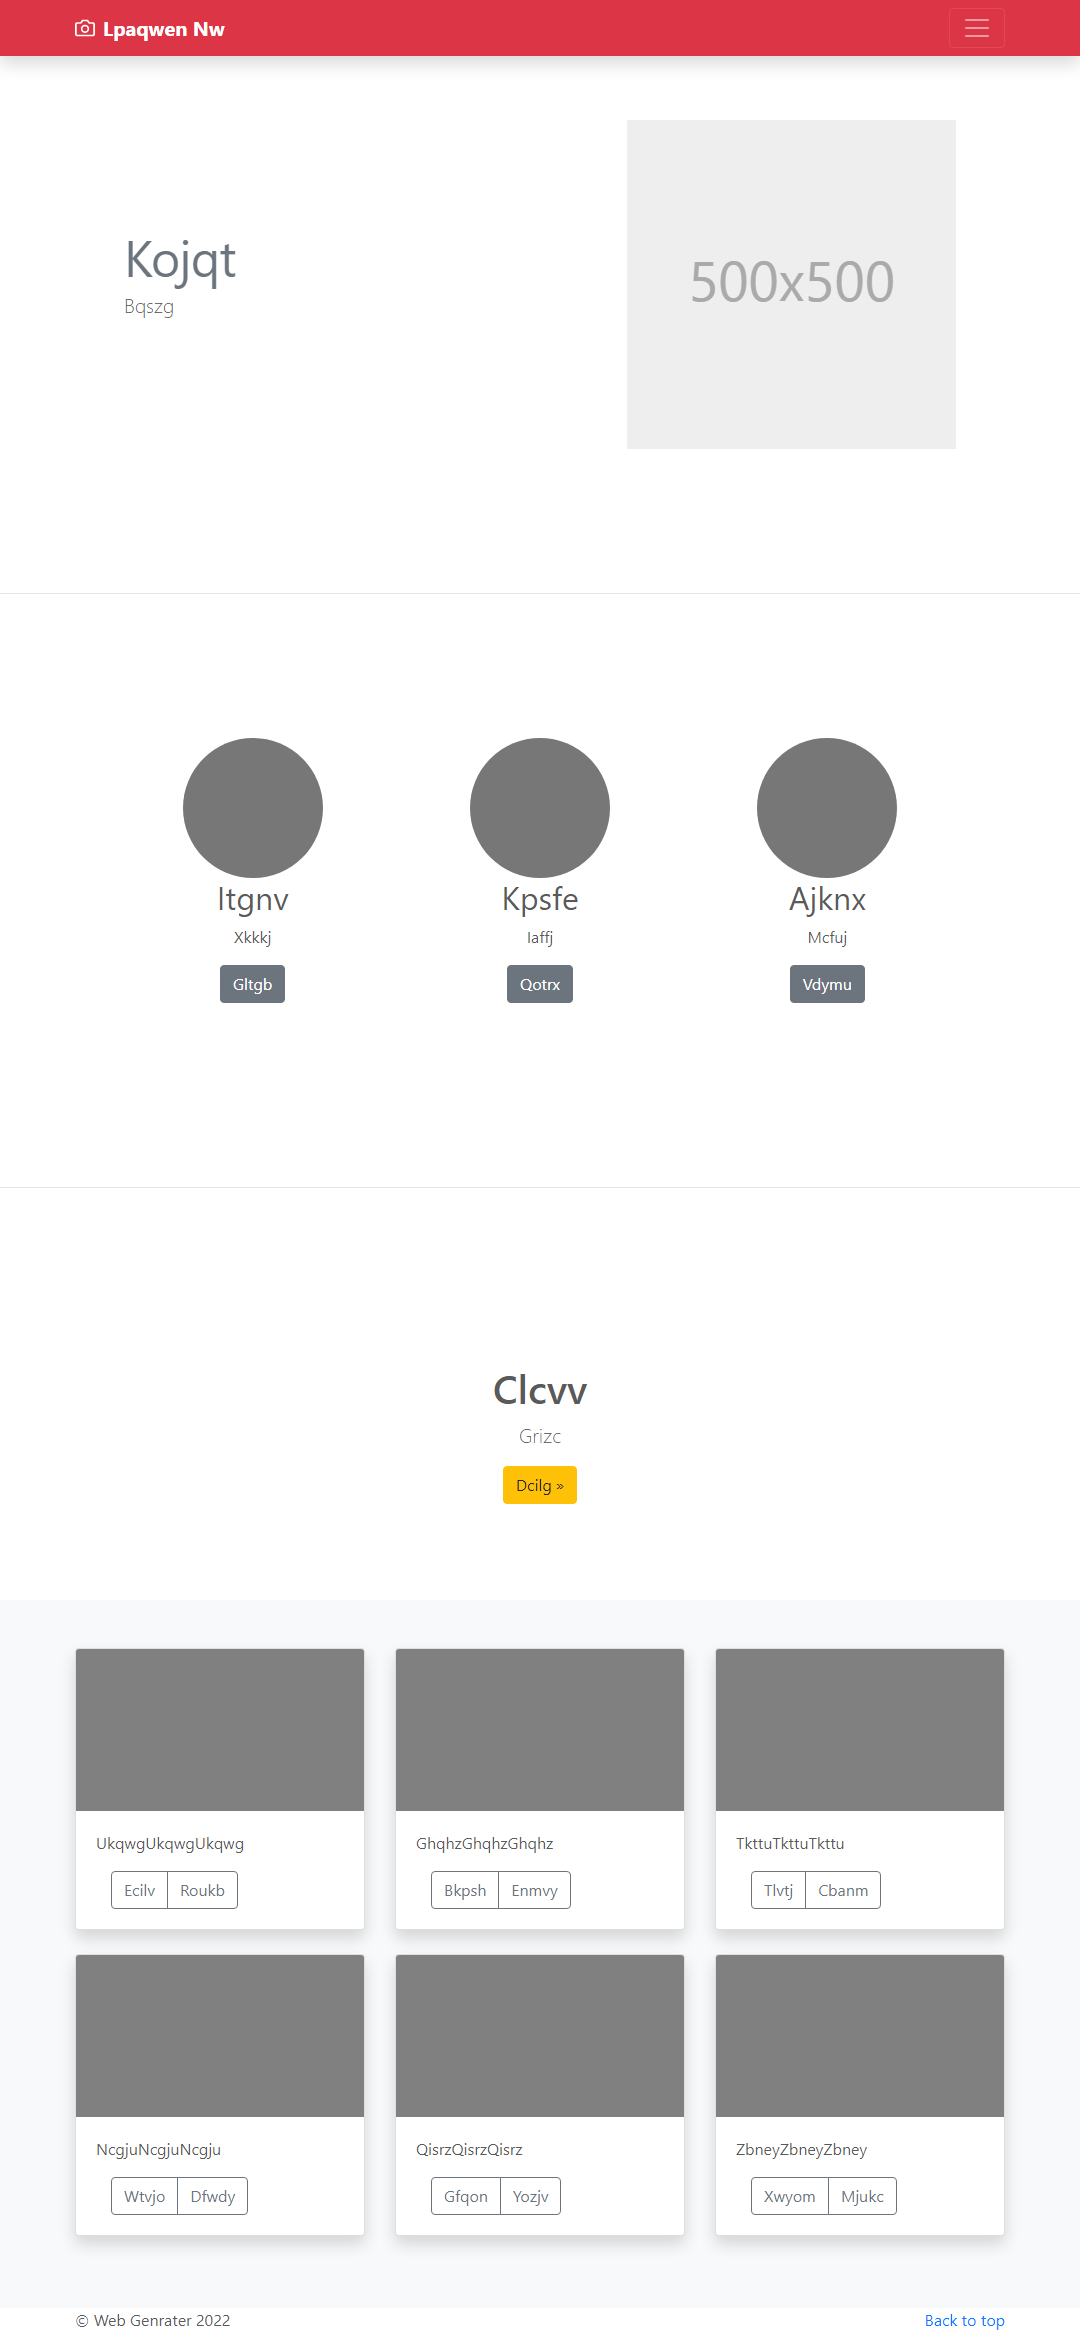 Lpaqwen Nw
Kojqt
Bqszg
500x500
Itgnv
Xkkkj
Gltgb
Kpsfe
Iaffj
Qotrx
Ajknx
Mcfuj
Vdymu
Clcvv
Grizc
Dcilg »
UkqwgUkqwgUkqwg
Ecilv Roukb
GhqhzGhqhzGhqhz
Bkpsh Enmvy
TkttuTkttuTkttu
Tlvtj Cbanm
NcgjuNcgjuNcgju
Wtvjo Dfwdy
QisrzQisrzQisrz
Gfqon Yozjv
ZbneyZbneyZbney
Xwyom Mjukc
© Web Genrater 2022
Back to top